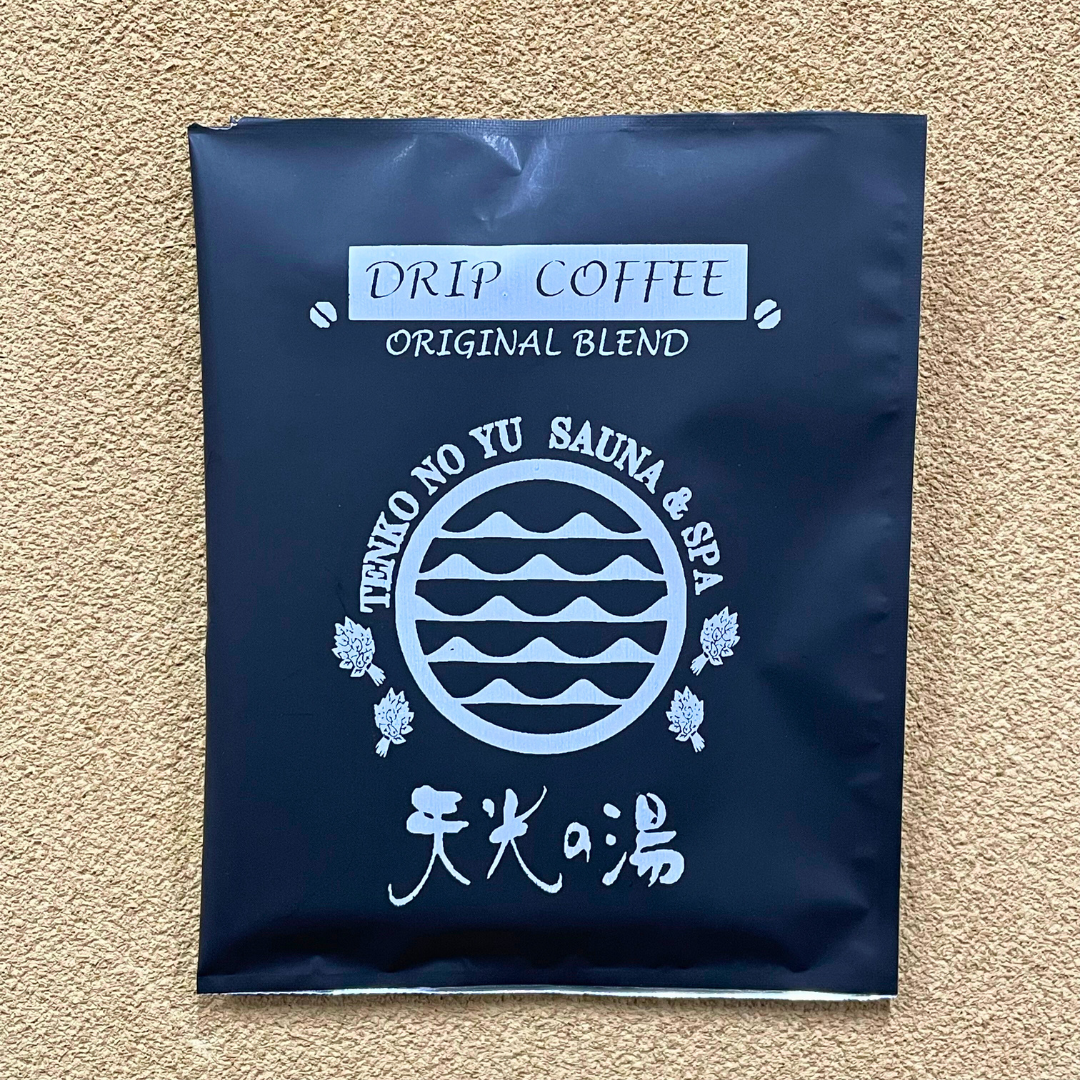 DRIP COFFEE
ORIGINAL BLEND
TENKO NO YU SAUNA & SPA
天光の湯